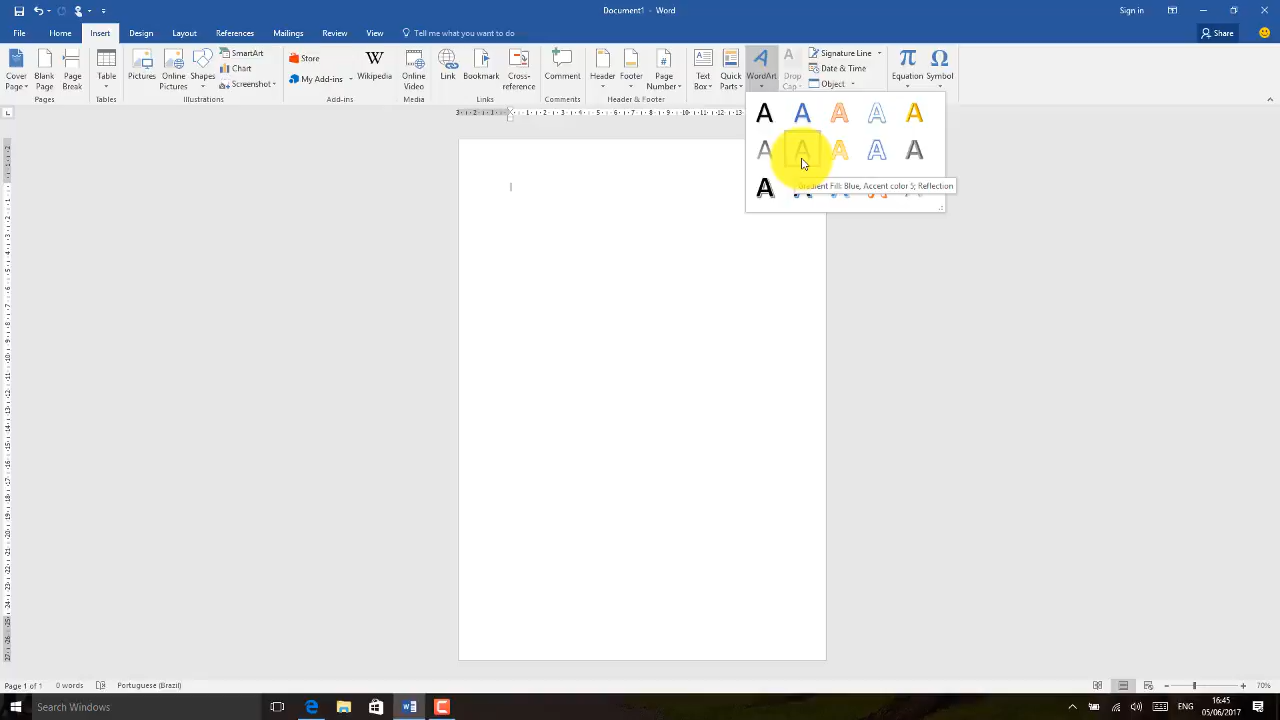 Document1 - Word
Sign in
File Home Insert Design Layout References Mailings Review View Tell me what you want to do
Share
Cover Page
Blank Page
Page Break
Pages
Table
Tables
Pictures
Online Pictures
Shapes
SmartArt
Chart
Screenshot
Illustrations
Store
My Add-ins
Wikipedia
Add-ins
Online Video
Media
Link
Bookmark
Cross-reference
Links
Comment
Comments
Header
Footer
Page Number
Header & Footer
Text Box
Quick Parts
WordArt
Drop Cap
Signature Line
Date & Time
Object
Equation
Symbol
A A A A A
A A A A A
A
Gradient Fill: Blue, Accent color 5; Reflection
Page 1 of 1 0 words Portuguese (Brazil)
70%
Search Windows
16:45
05/06/2017